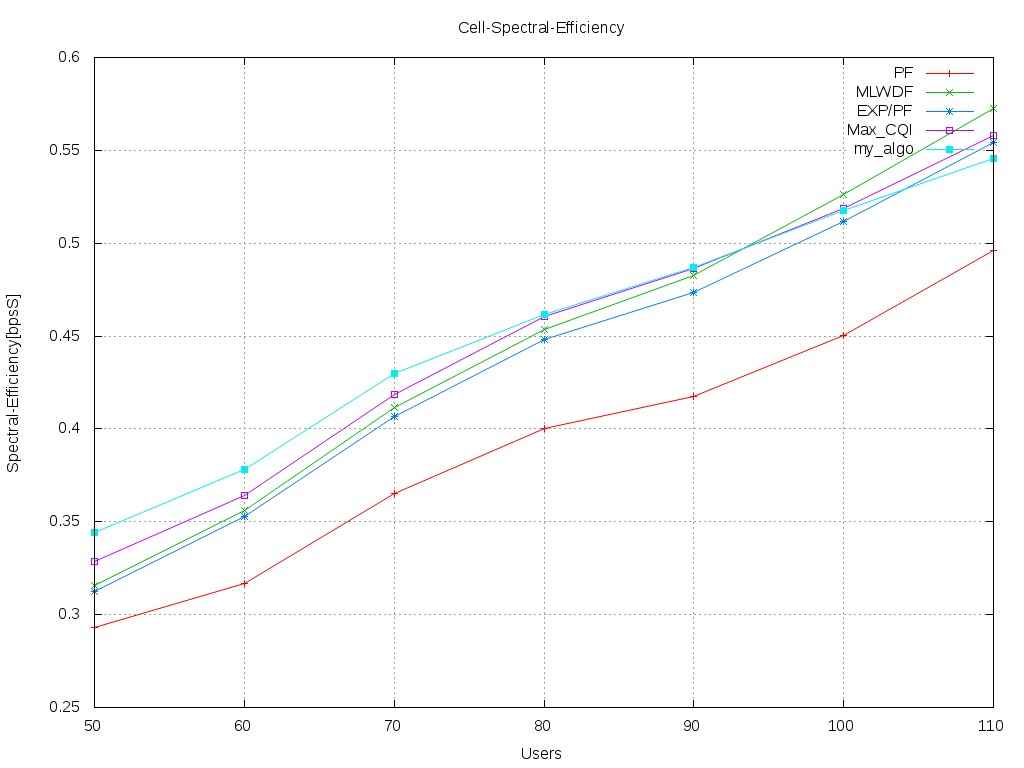 Cell-Spectral-Efficiency
0.6
0.55
0.5
0.45
0.4
0.35
0.3
0.25
Spectral-Efficiency[bpsS]
PF
MLWDF
EXP/PF
Max_CQI
my_algo
50 60 70 80 90 100 110
Users